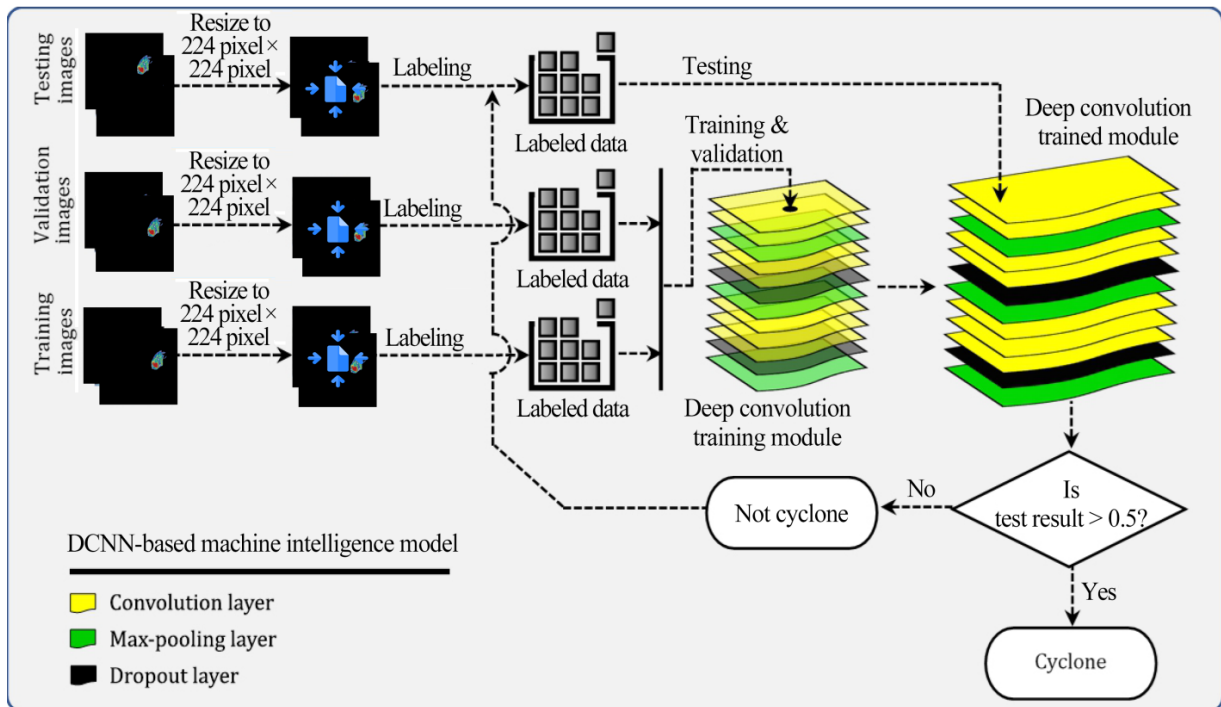 Testing
images
Resize to
224 pixel×
224 pixel
Labeling
Labeled data
Testing
Validation
images
Resize to
224 pixel×
224 pixel
Labeling
Labeled data
Training
images
Resize to
224 pixel×
224 pixel
Labeling
Labeled data
Training &
validation
Deep convolution
training module
Deep convolution
trained module
Is
test result > 0.5?
No
Not cyclone
Yes
Cyclone
DCNN-based machine intelligence model
Convolution layer
Max-pooling layer
Dropout layer